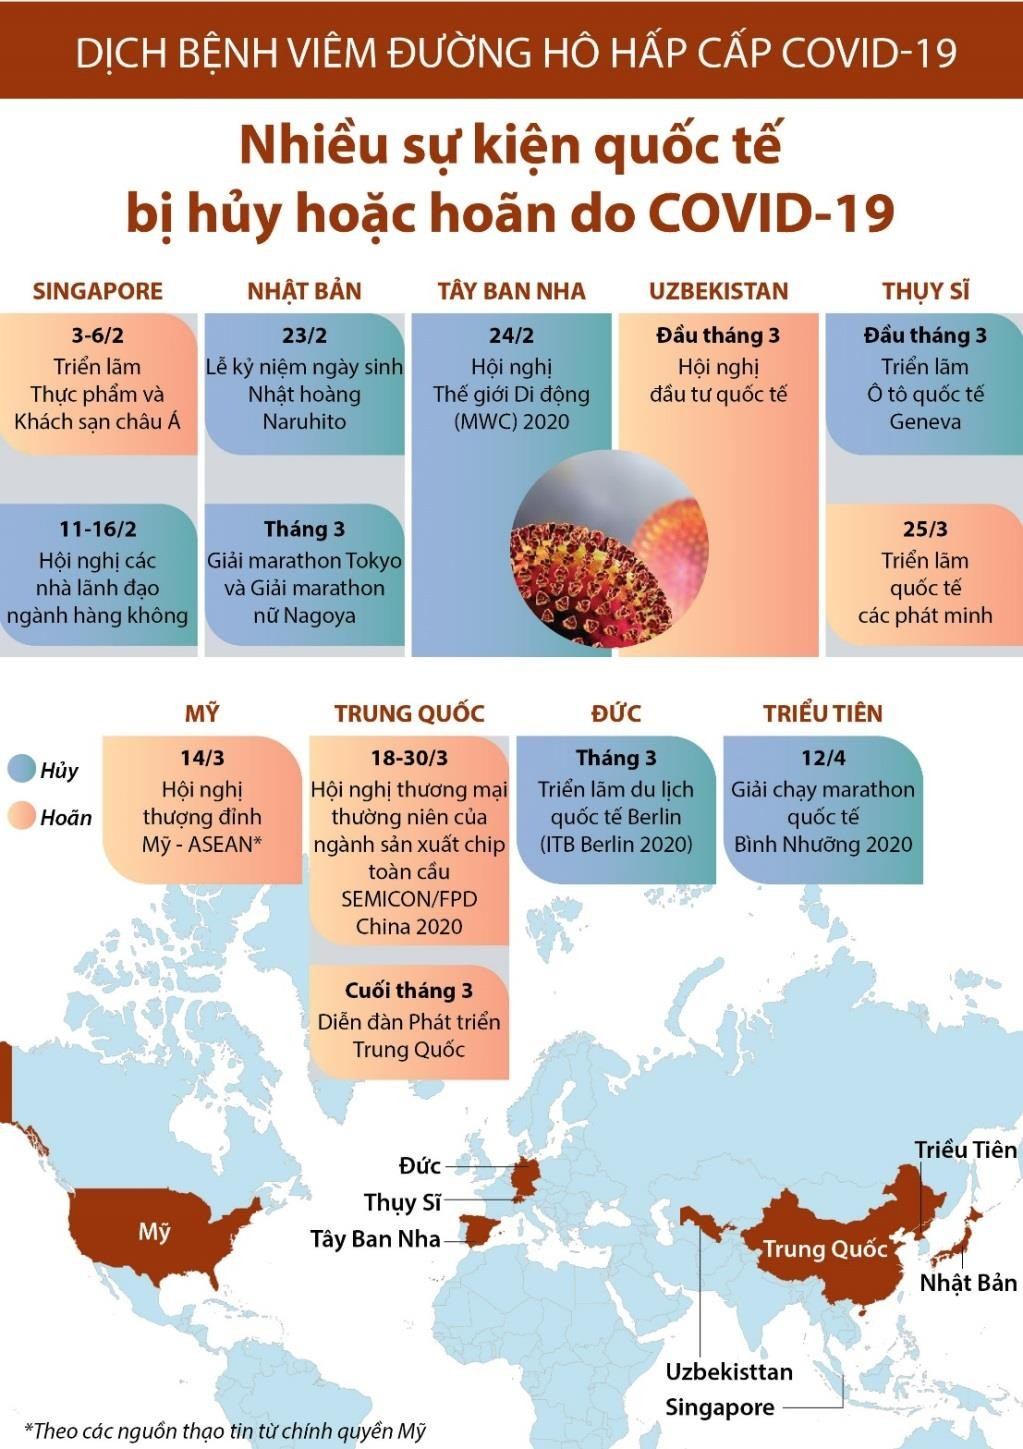 DỊCH BỆNH VIÊM ĐƯỜNG HÔ HẤP CẤP COVID-19
Nhiều sự kiện quốc tế
bị hủy hoặc hoãn do COVID-19
SINGAPORE
3-6/2
Triển lãm
Thực phẩm và
Khách sạn châu Á
11-16/2
Hội nghị các
nhà lãnh đạo
ngành hàng không
NHẬT BẢN
23/2
Lễ kỷ niệm ngày sinh
Nhật hoàng
Naruhito
Tháng 3
Giải marathon Tokyo
và Giải marathon
nữ Nagoya
TÂY BAN NHA
24/2
Hội nghị
Thế giới Di động
(MWC) 2020
UZBEKISTAN
Đầu tháng 3
Hội nghị
đầu tư quốc tế
THỤY SĨ
Đầu tháng 3
Triển lãm
Ô tô quốc tế
Geneva
25/3
Triển lãm
quốc tế
các phát minh
Hủy
Hoãn
MỸ
14/3
Hội nghị
thượng đỉnh
Mỹ - ASEAN*
TRUNG QUỐC
18-30/3
Hội nghị thương mại
thường niên của
ngành sản xuất chip
toàn cầu
SEMICON/FPD
China 2020
Cuối tháng 3
Diễn đàn Phát triển
Trung Quốc
ĐỨC
Tháng 3
Triển lãm du lịch
quốc tế Berlin
(ITB Berlin 2020)
TRIỀU TIÊN
12/4
Giải chạy marathon
quốc tế
Bình Nhưỡng 2020
Triều Tiên
Đức
Thụy Sĩ
Mỹ
Tây Ban Nha
Trung Quốc
Nhật Bản
Uzbekisttan
Singapore
*Theo các nguồn thạo tin từ chính quyền Mỹ